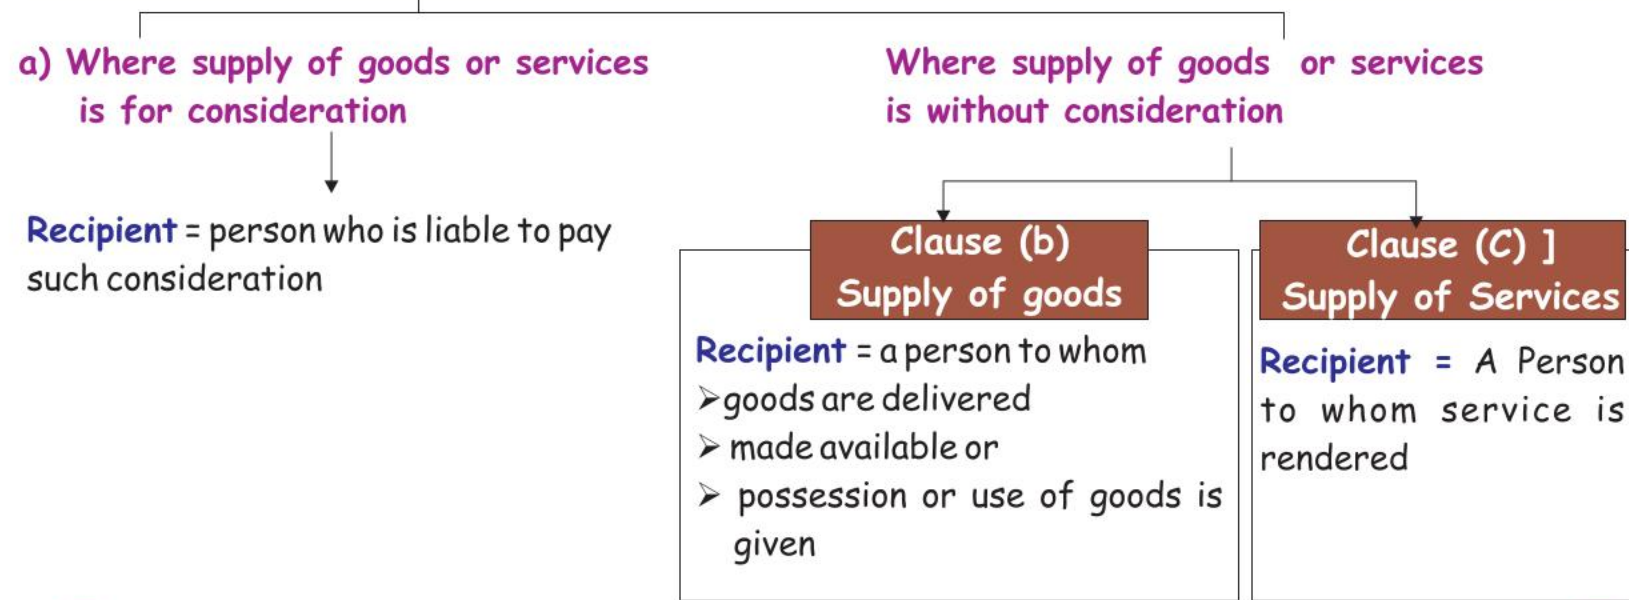 a) Where supply of goods or services
is for consideration
Recipient = person who is liable to pay
such consideration
Where supply of goods or services
is without consideration
Clause (b)
Supply of goods
Recipient = a person to whom
➢goods are delivered
➢ made available or
➢ possession or use of goods is
given
Clause (C) ]
Supply of Services
Recipient = A Person
to whom service is
rendered